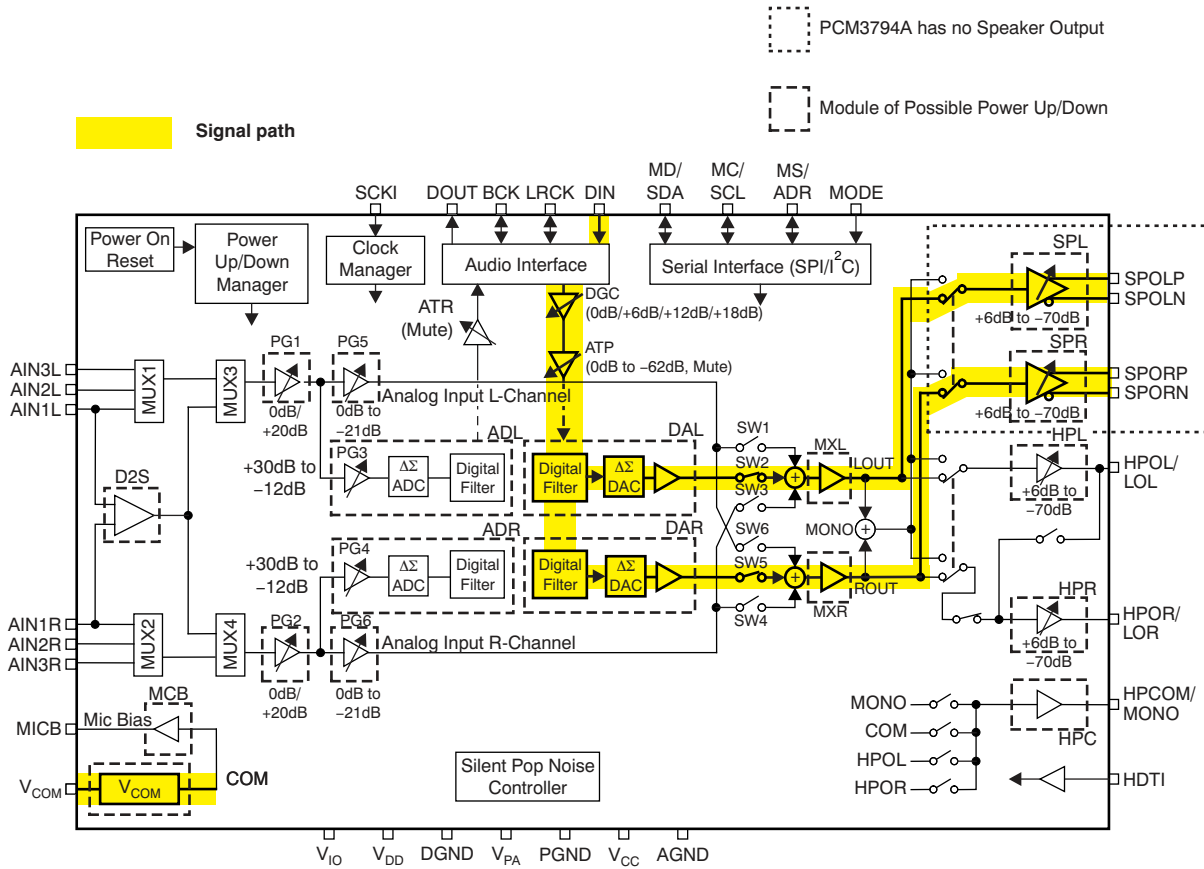 PCM3794A has no Speaker Output
Module of Possible Power Up/Down
Signal path
SCKI
DOUT
BCK
LRCK
DIN
MD/
SDA
MC/
SCL
MS/
ADR
MODE
Power On
Reset
Power
Up/Down
Manager
Clock
Manager
Audio Interface
Serial Interface (SPI/I²C)
ATR
(Mute)
DGC
(0dB/+6dB/+12dB/+18dB)
ATP
(0dB to −62dB, Mute)
SPL
+6dB to −70dB
SPOLP
SPOLN
SPR
+6dB to −70dB
SPORP
SPORN
AIN3L
AIN2L
AIN1L
MUX1
MUX3
PG1
0dB/
+20dB
PG5
0dB to
−21dB
Analog Input L-Channel
ADL
+30dB to
−12dB
PG3
ΔΣ
ADC
Digital
Filter
DAL
Digital
Filter
ΔΣ
DAC
SW1
SW2
SW3
MXL
LOUT
HPL
+6dB to
−70dB
HPOL/
LOL
D2S
MONO
ADR
+30dB to
−12dB
PG4
ΔΣ
ADC
Digital
Filter
DAR
Digital
Filter
ΔΣ
DAC
SW6
SW5
SW4
MXR
ROUT
HPR
+6dB to
−70dB
HPOR/
LOR
AIN1R
AIN2R
AIN3R
MUX2
MUX4
PG2
0dB/
+20dB
PG6
0dB to
−21dB
Analog Input R-Channel
MICB
Mic Bias
MCB
VCOM
VCOM
COM
Silent Pop Noise
Controller
MONO
COM
HPOL
HPOR
HPC
HPCOM/
MONO
HDTI
VIO
VDD
DGND
VPA
PGND
VCC
AGND